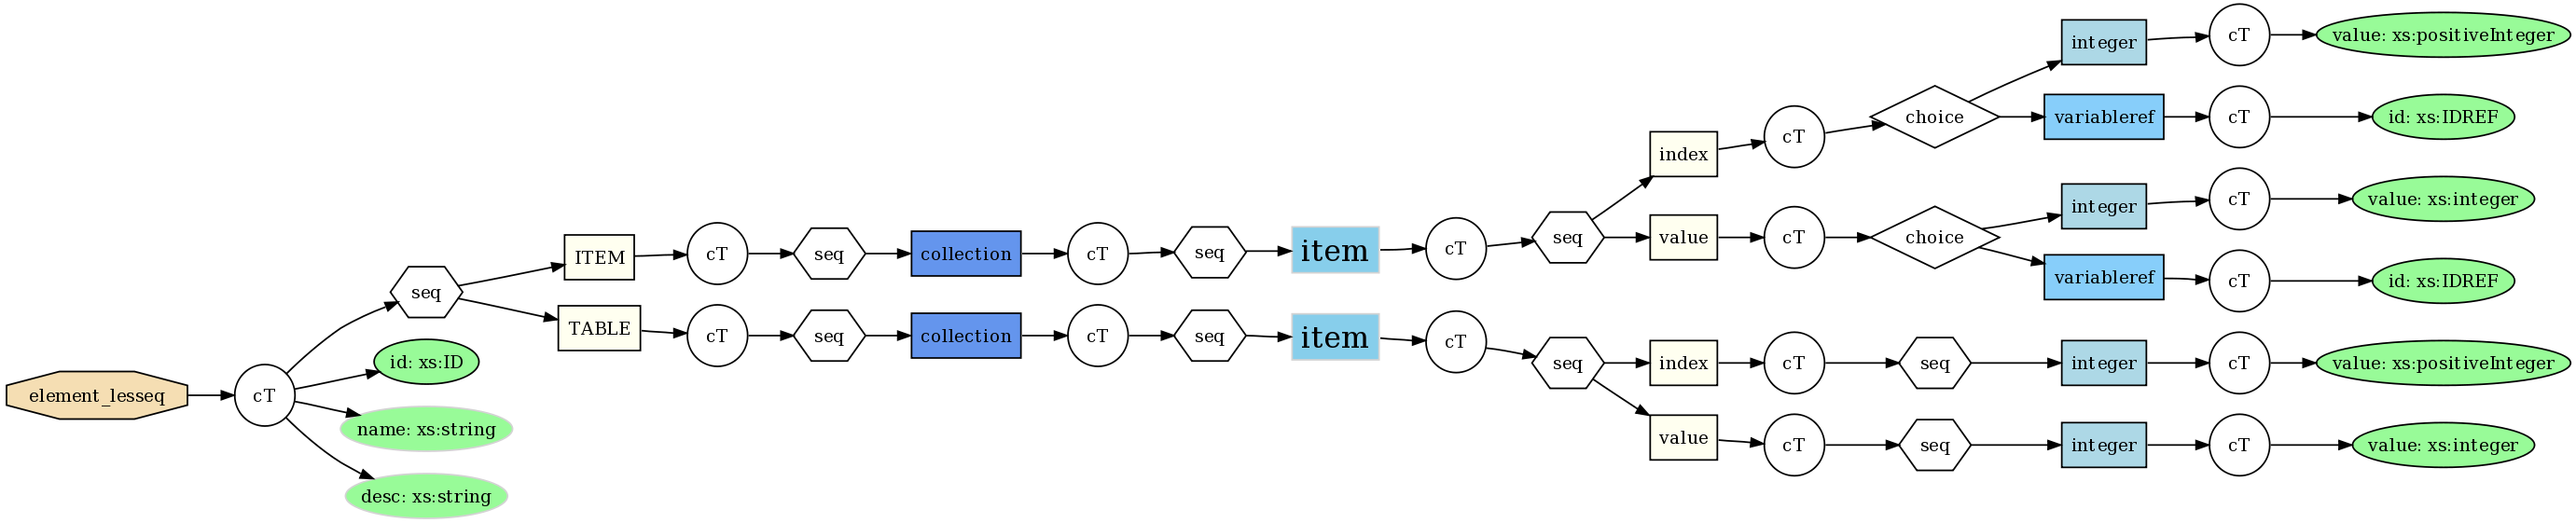 element_lesseq
cT
seq
id: xs:ID
name: xs:string
desc: xs:string
ITEM
cT
seq
collection
cT
seq
item
cT
seq
index
cT
choice
integer
cT
value: xs:positiveInteger
variableref
cT
id: xs:IDREF
value
cT
choice
integer
cT
value: xs:integer
variableref
cT
id: xs:IDREF
TABLE
cT
seq
collection
cT
seq
item
cT
seq
index
cT
seq
integer
cT
value: xs:positiveInteger
value
cT
seq
integer
cT
value: xs:integer